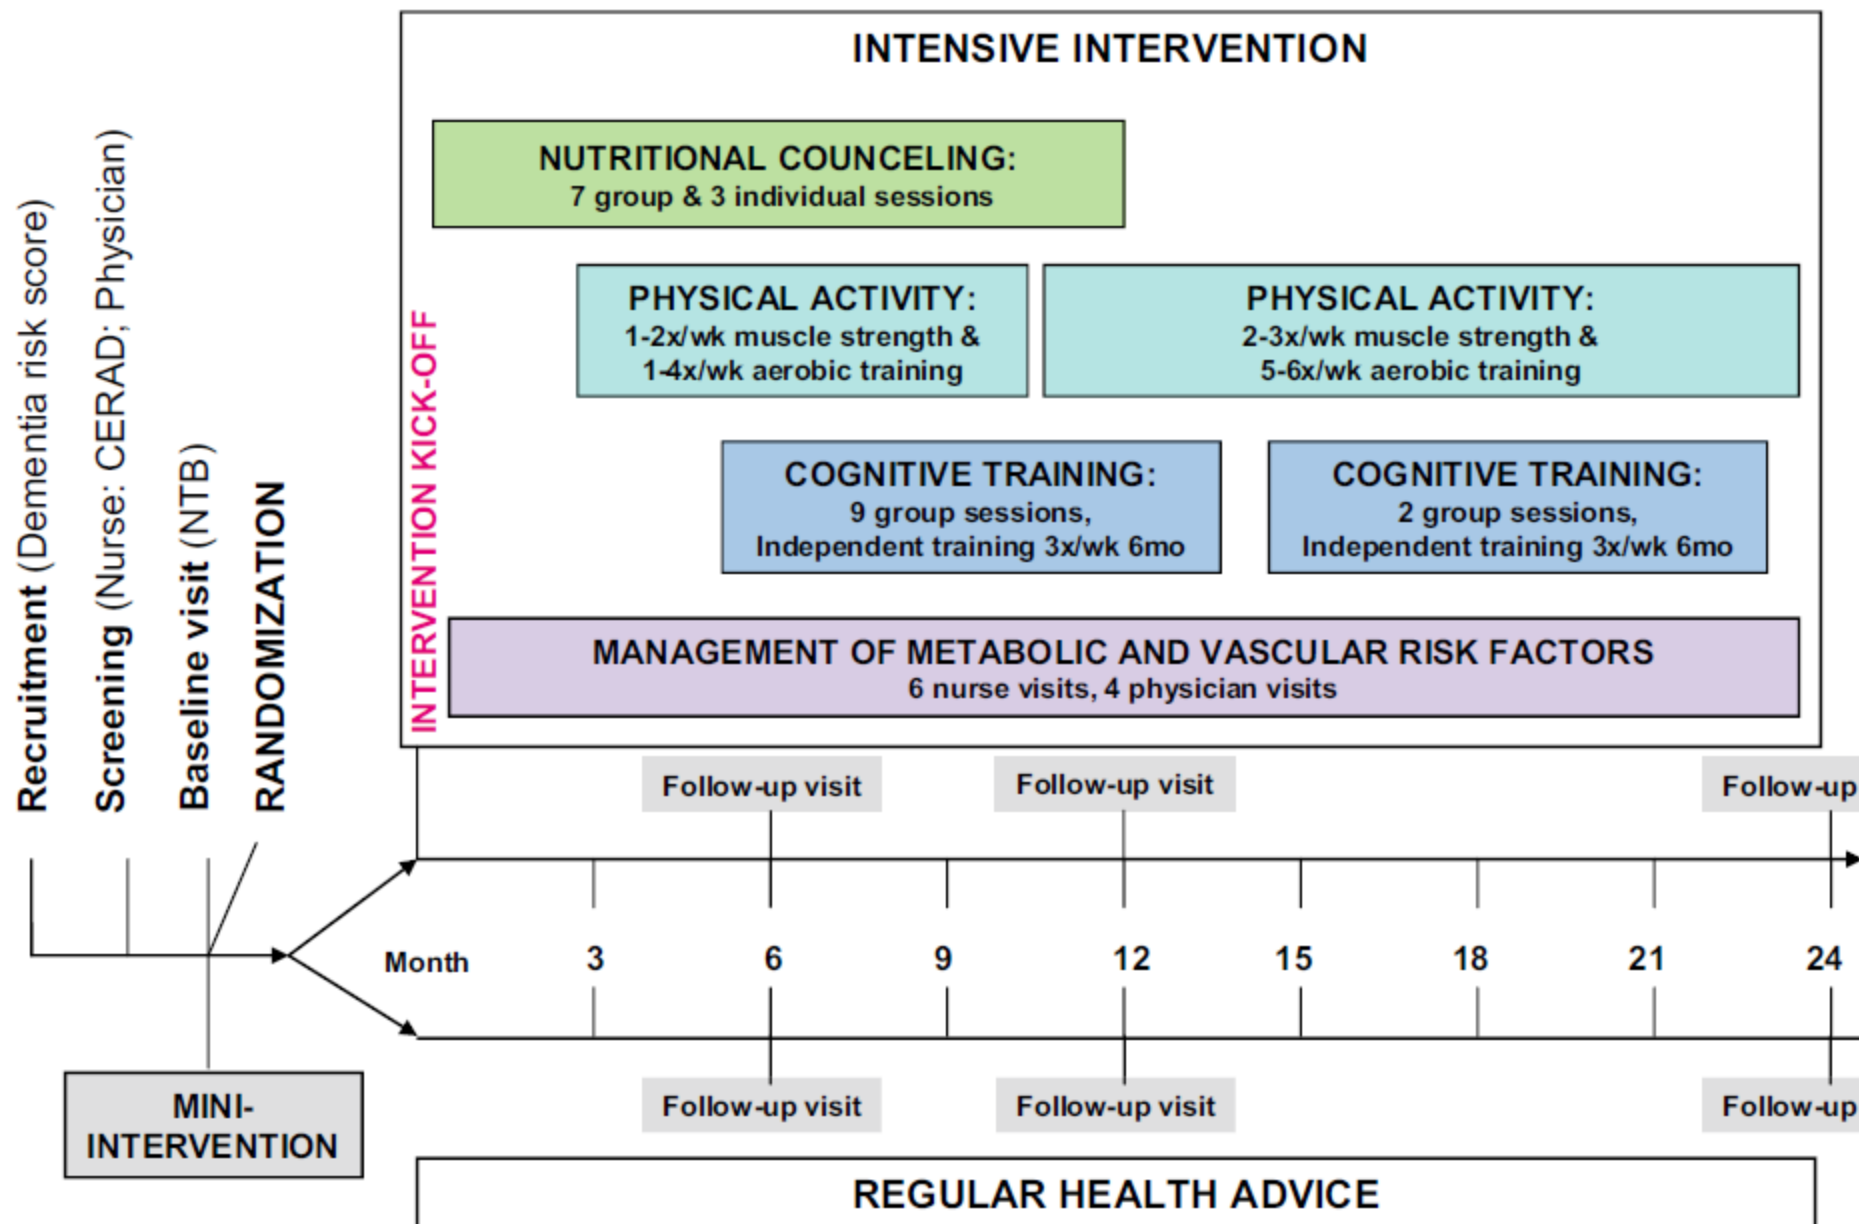 Recruitment (Dementia risk score)
Screening (Nurse: CERAD; Physician)
Baseline visit (NTB)
RANDOMIZATION
MINI-
INTERVENTION
INTENSIVE INTERVENTION
INTERVENTION KICK-OFF
NUTRITIONAL COUNCELING:
7 group & 3 individual sessions
PHYSICAL ACTIVITY:
1-2x/wk muscle strength &
1-4x/wk aerobic training
PHYSICAL ACTIVITY:
2-3x/wk muscle strength &
5-6x/wk aerobic training
COGNITIVE TRAINING:
9 group sessions,
Independent training 3x/wk 6mo
COGNITIVE TRAINING:
2 group sessions,
Independent training 3x/wk 6mo
MANAGEMENT OF METABOLIC AND VASCULAR RISK FACTORS
6 nurse visits, 4 physician visits
Follow-up visit Follow-up visit Follow-up
Month 3 6 9 12 15 18 21 24
Follow-up visit Follow-up visit Follow-up
REGULAR HEALTH ADVICE